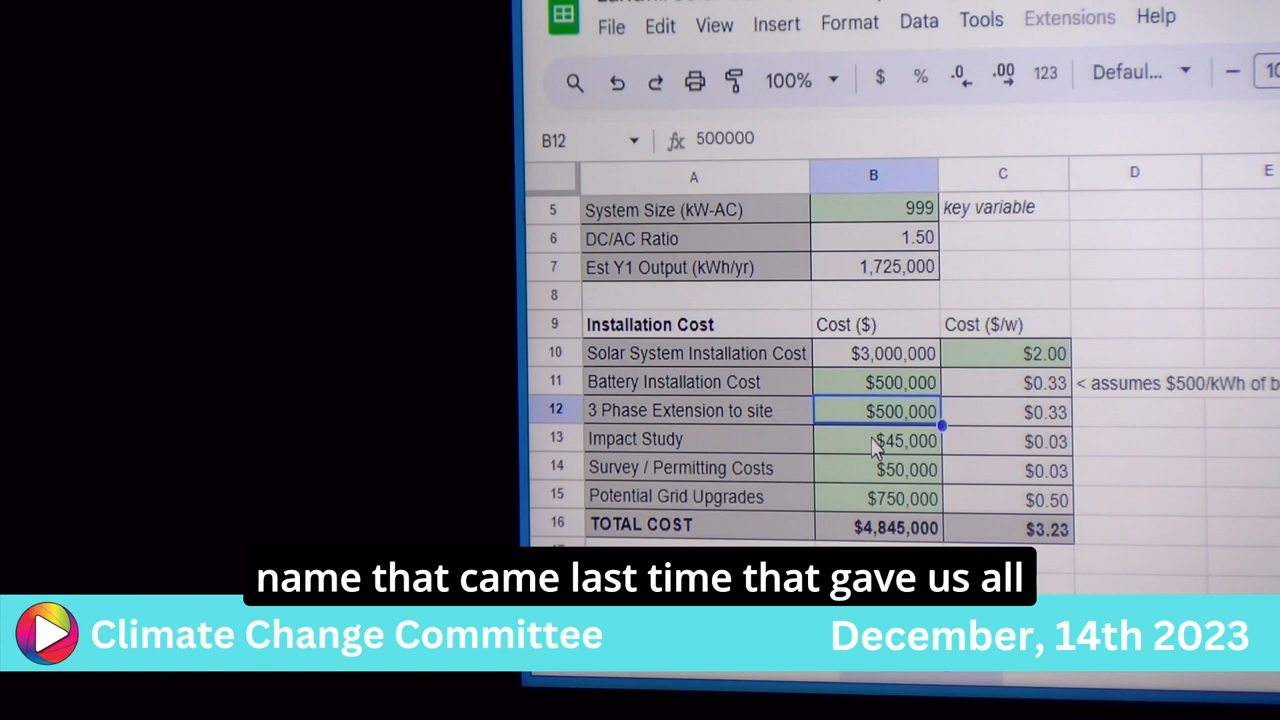 File Edit View Insert Format Data Tools Extensions Help
100% $ % .0 .00 123 Defaul... 10
B12 fx 500000
A B C D E
5 System Size (kW-AC) 999 key variable
6 DC/AC Ratio 1.50
7 Est Y1 Output (kWh/yr) 1,725,000
8
9 Installation Cost Cost ($) Cost ($/w)
10 Solar System Installation Cost $3,000,000 $2.00
11 Battery Installation Cost $500,000 $0.33 < assumes $500/kWh of b
12 3 Phase Extension to site $500,000 $0.33
13 Impact Study $45,000 $0.03
14 Survey / Permitting Costs $50,000 $0.03
15 Potential Grid Upgrades $750,000 $0.50
16 TOTAL COST $4,845,000 $3.23
name that came last time that gave us all
Climate Change Committee December, 14th 2023